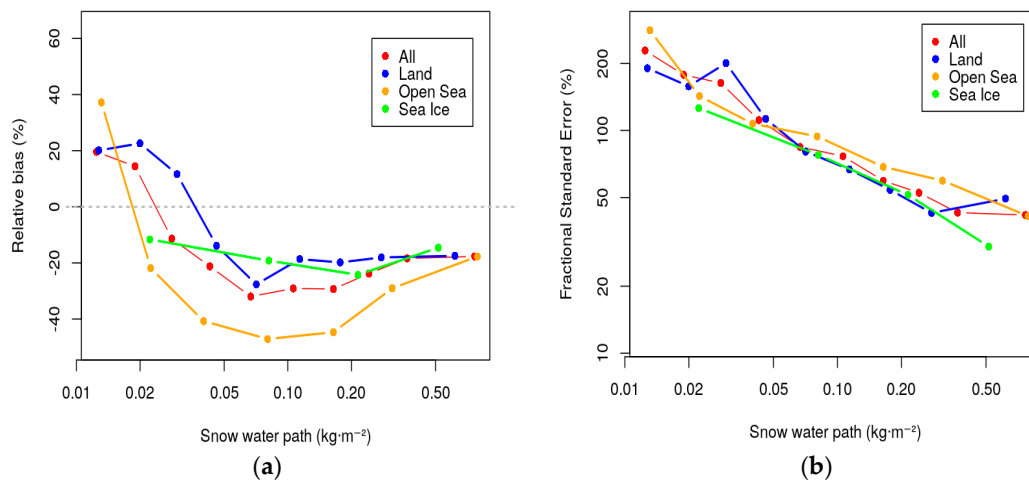 60
40
20
0
-20
-40
Relative bias (%)
All
Land
Open Sea
Sea Ice
0.01
0.02
0.05
0.10
0.20
0.50
Snow water path (kg·m⁻²)
(a)
200
100
50
20
10
Fractional Standard Error (%)
All
Land
Open Sea
Sea Ice
0.01
0.02
0.05
0.10
0.20
0.50
Snow water path (kg·m⁻²)
(b)